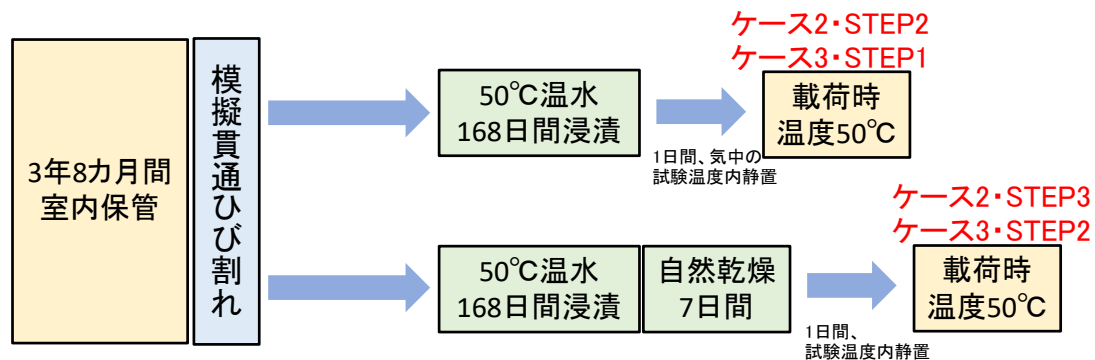 ケース2・STEP2
ケース3・STEP1
3年8カ月間
室内保管
模擬貫通ひび割れ
50℃温水
168日間浸漬
1日間、気中の
試験温度内静置
載荷時
温度50℃
ケース2・STEP3
ケース3・STEP2
50℃温水
168日間浸漬
自然乾燥
7日間
1日間、
試験温度内静置
載荷時
温度50℃